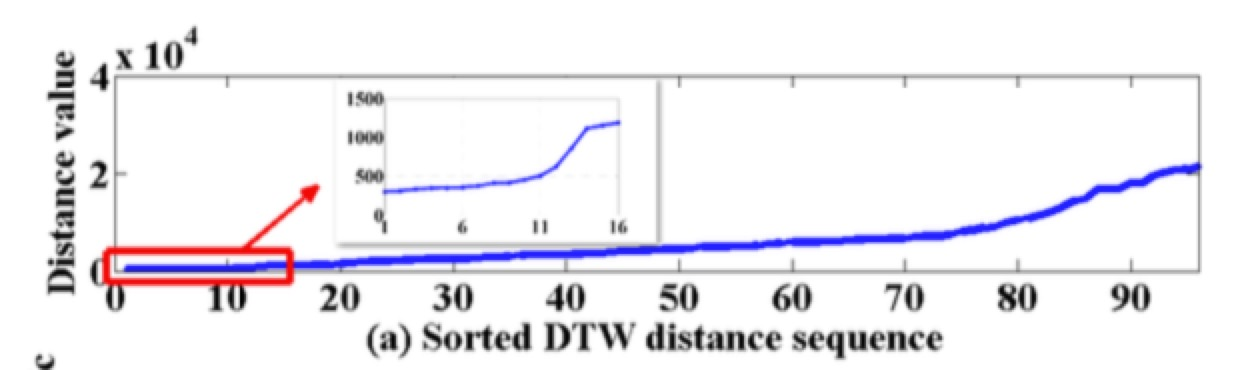 x 10^4
Distance value
4
2
0
1500
1000
500
0
1 6 11 16
0 10 20 30 40 50 60 70 80 90
(a) Sorted DTW distance sequence
c